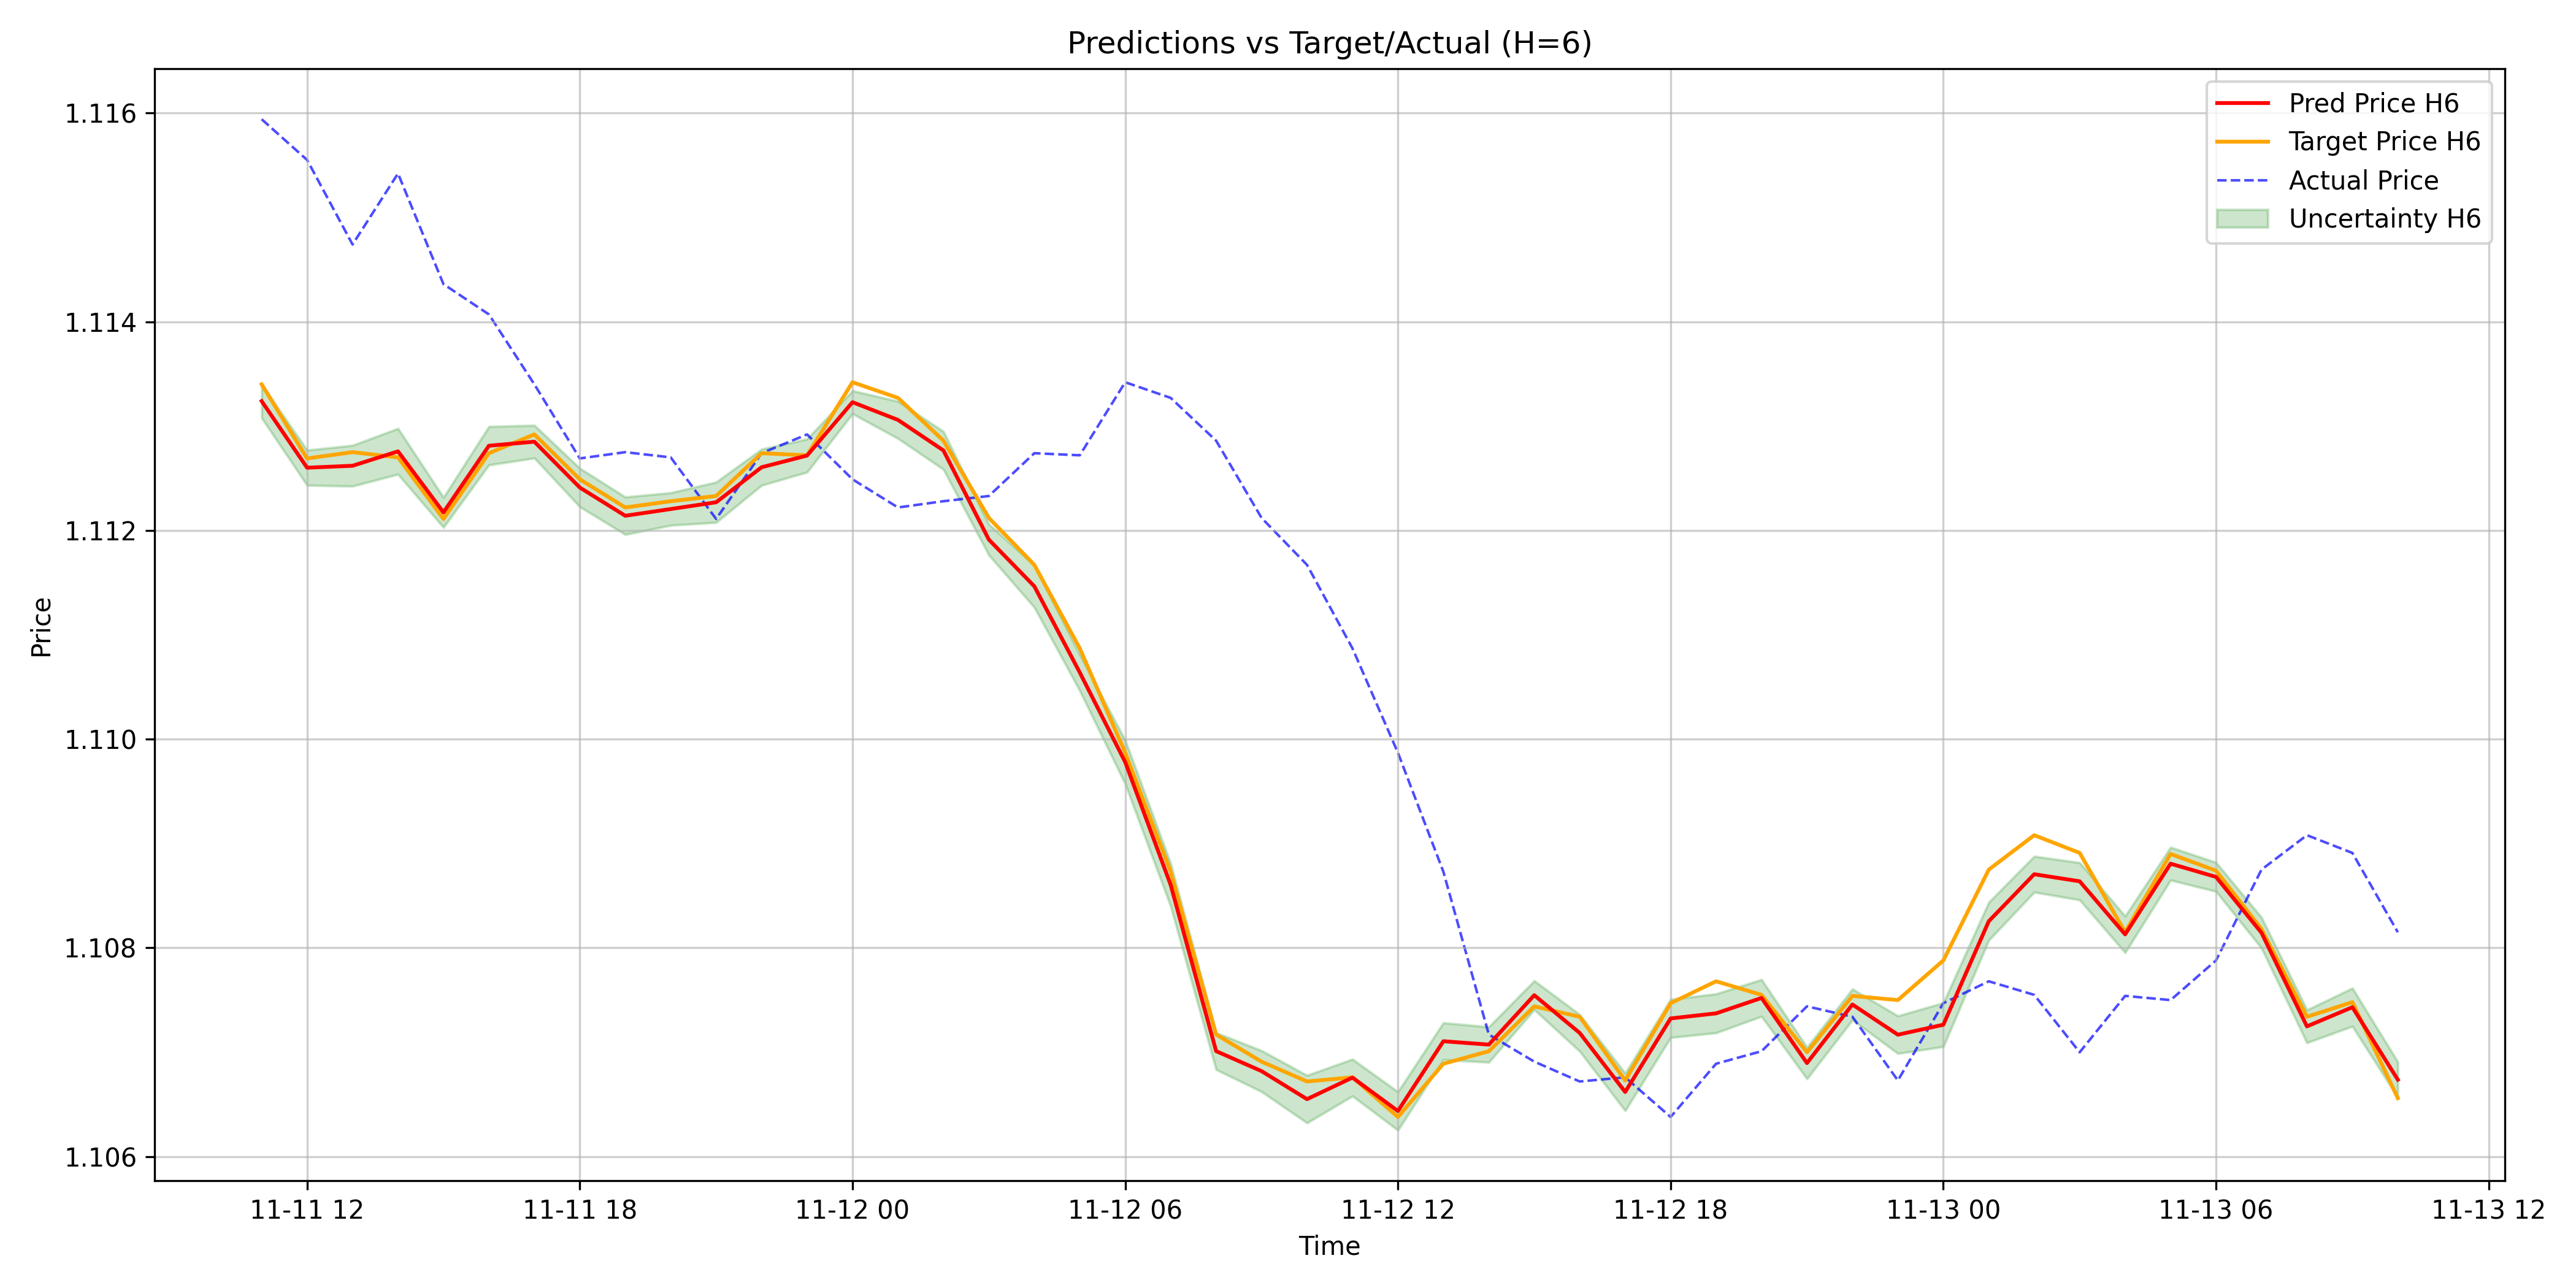 Predictions vs Target/Actual (H=6)
Pred Price H6
Target Price H6
Actual Price
Uncertainty H6
Price
1.116
1.114
1.112
1.110
1.108
1.106
11-11 12
11-11 18
11-12 00
11-12 06
11-12 12
11-12 18
11-13 00
11-13 06
11-13 12
Time